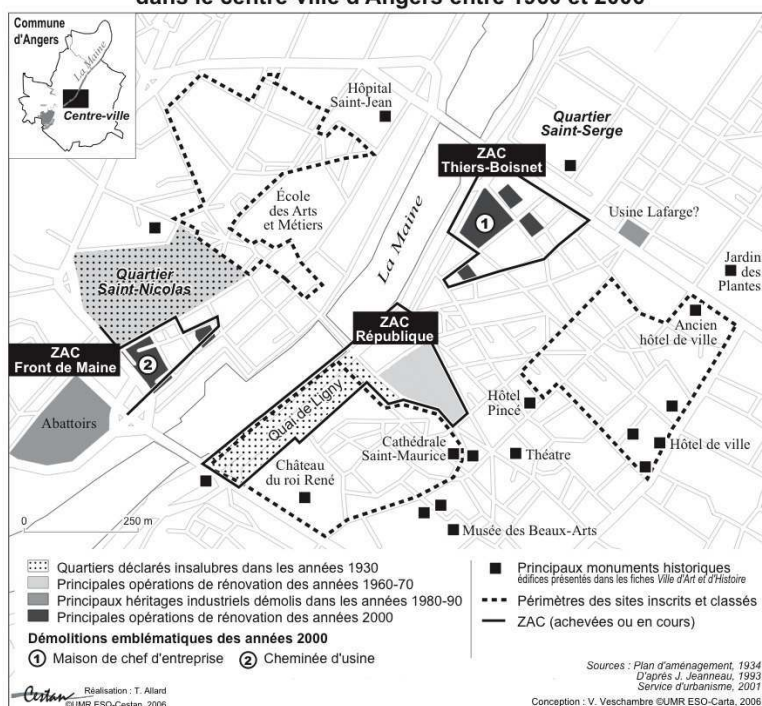 dans le centre-ville d'Angers entre 1960 et 2006
Commune
d'Angers
La Maine
Centre-ville
Hôpital
Saint-Jean
Quartier
Saint-Serge
ZAC
Thiers-Boisnet
1
École
des Arts
et Métiers
La Maine
Usine Lafarge?
Jardin
des
Plantes
Quartier
Saint-Nicolas
ZAC
République
Ancien
hôtel de ville
ZAC
Front de Maine
2
Abattoirs
Quai de Ligny
Hôtel
Pincé
Cathédrale
Saint-Maurice
Théatre
Hôtel de ville
Château
du roi René
Musée des Beaux-Arts
0 250 m
Quartiers déclarés insalubres dans les années 1930
Principales opérations de rénovation des années 1960-70
Principaux héritages industriels démolis dans les années 1980-90
Principales opérations de rénovation des années 2000
Démolitions emblématiques des années 2000
1 Maison de chef d'entreprise 2 Cheminée d'usine
Principaux monuments historiques
édifices présentés dans les fiches Ville d'Art et d'Histoire
Périmètres des sites inscrits et classés
ZAC (achevées ou en cours)
Sources : Plan d'aménagement, 1934
D'après J. Jeanneau, 1993
Service d'urbanisme, 2001
Cestan Réalisation : T. Allard
©UMR ESO-Cestan, 2006
Conception : V. Veschambre ©UMR ESO-Carta, 2006